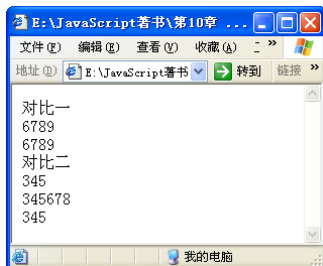 E:\JavaScript著书\第10章 ...
文件(F) 编辑(E) 查看(V) 收藏(A) »
地址(D) E:\JavaScript著书 转到 链接 »
对比一
6789
6789
对比二
345
345678
345
我的电脑